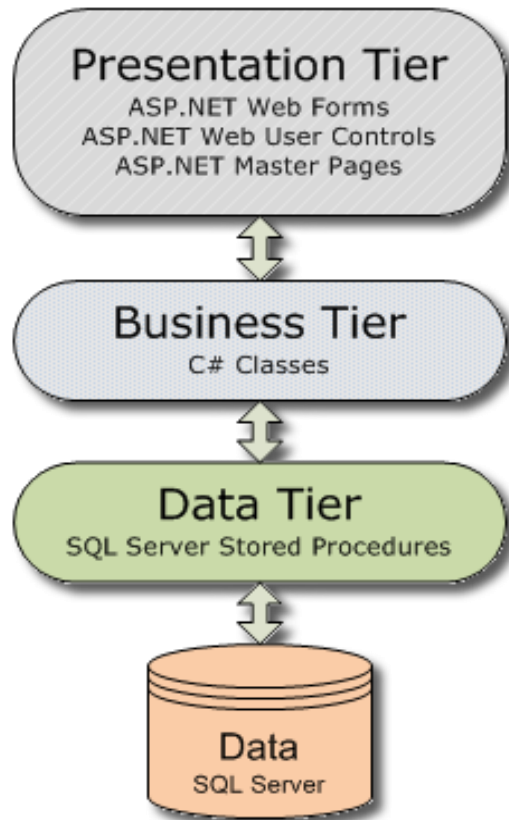 Presentation Tier
ASP.NET Web Forms
ASP.NET Web User Controls
ASP.NET Master Pages
Business Tier
C# Classes
Data Tier
SQL Server Stored Procedures
Data
SQL Server